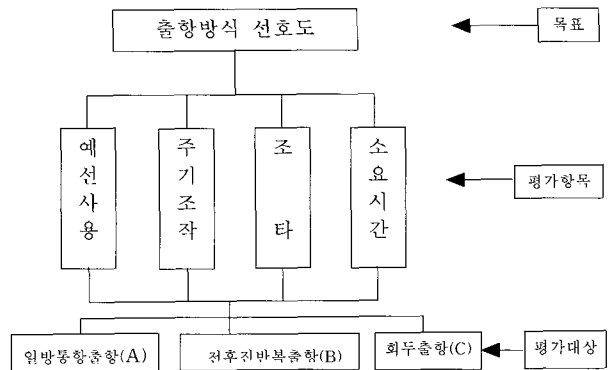 출항방식 선호도
목표
예선사용
주기조작
조타
소요시간
평가항목
일방통항출항(A)
전후진반복출항(B)
회두출항(C)
평가대상